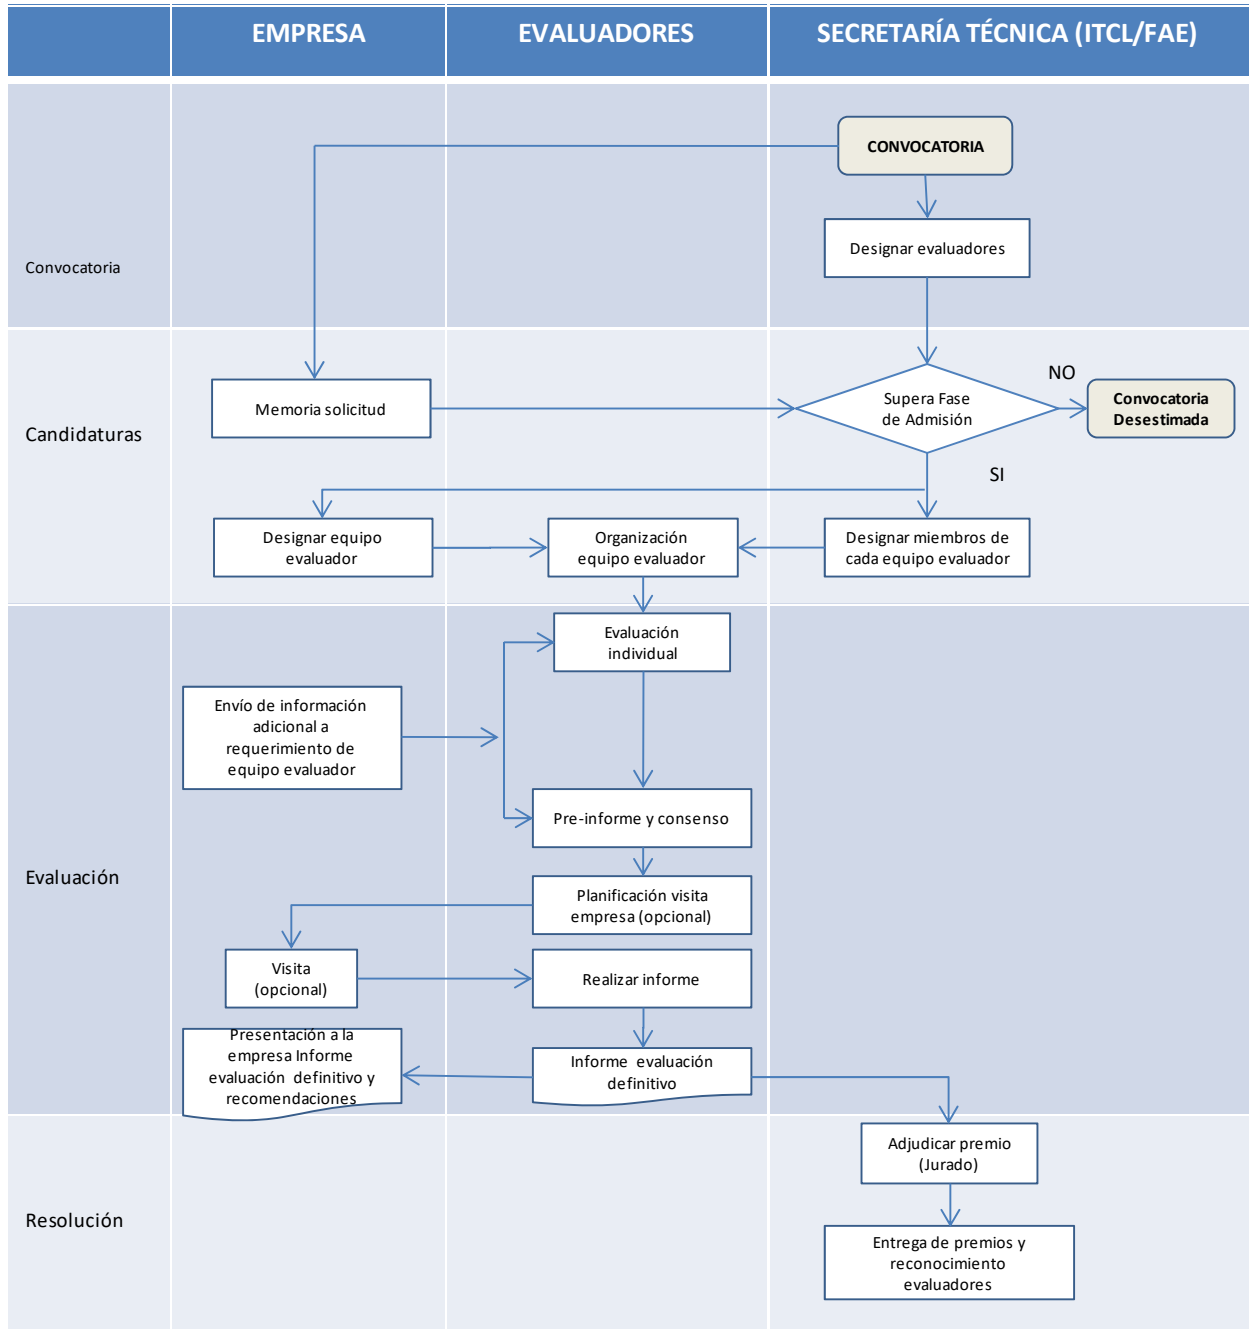 EMPRESA
EVALUADORES
SECRETARÍA TÉCNICA (ITCL/FAE)
Convocatoria
CONVOCATORIA
Designar evaluadores
Candidaturas
Memoria solicitud
Supera Fase
de Admisión
NO
Convocatoria
Desestimada
SI
Designar equipo
evaluador
Organización
equipo evaluador
Designar miembros de
cada equipo evaluador
Evaluación
Evaluación
individual
Envío de información
adicional a
requerimiento de
equipo evaluador
Pre-informe y consenso
Planificación visita
empresa (opcional)
Visita
(opcional)
Realizar informe
Presentación a la
empresa Informe
evaluación definitivo y
recomendaciones
Informe evaluación
definitivo
Resolución
Adjudicar premio
(Jurado)
Entrega de premios y
reconocimiento
evaluadores